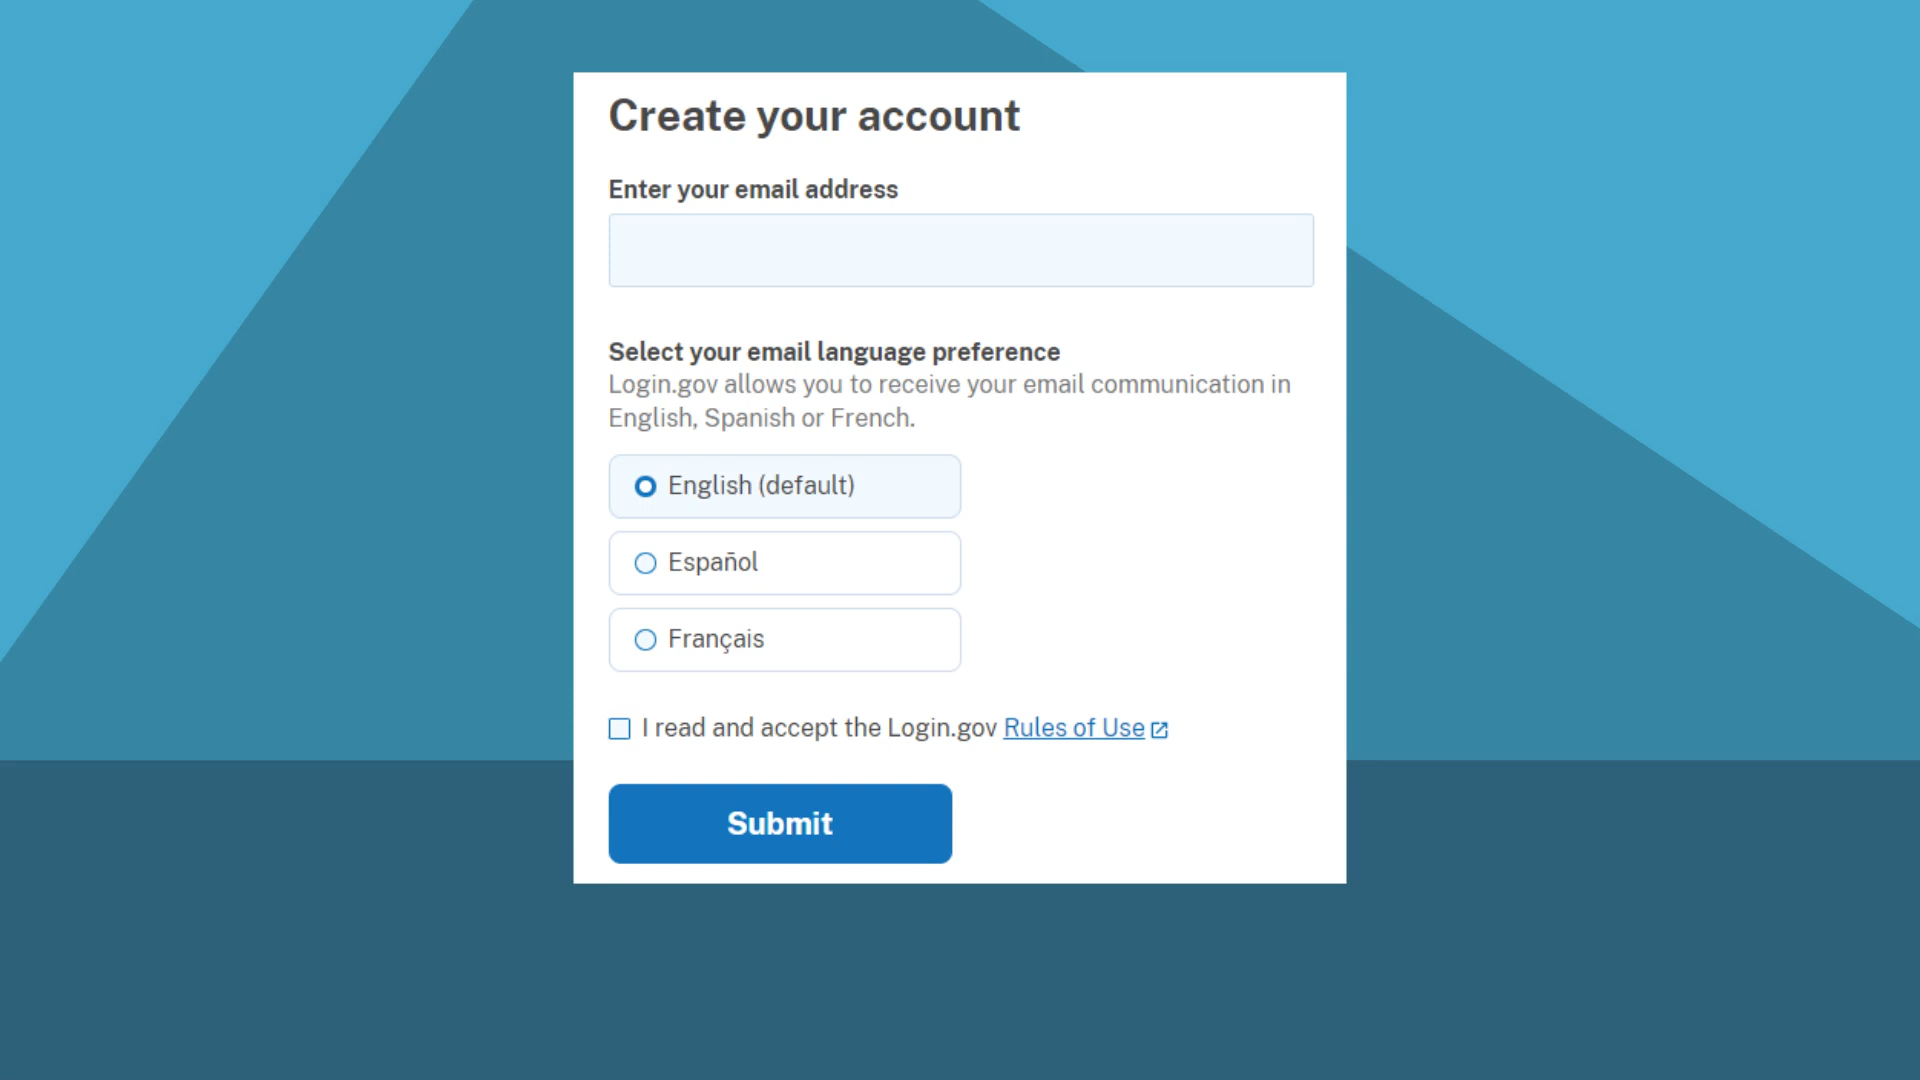 Create your account
Enter your email address
Select your email language preference
Login.gov allows you to receive your email communication in
English, Spanish or French.
English (default)
Español
Français
I read and accept the Login.gov Rules of Use
Submit